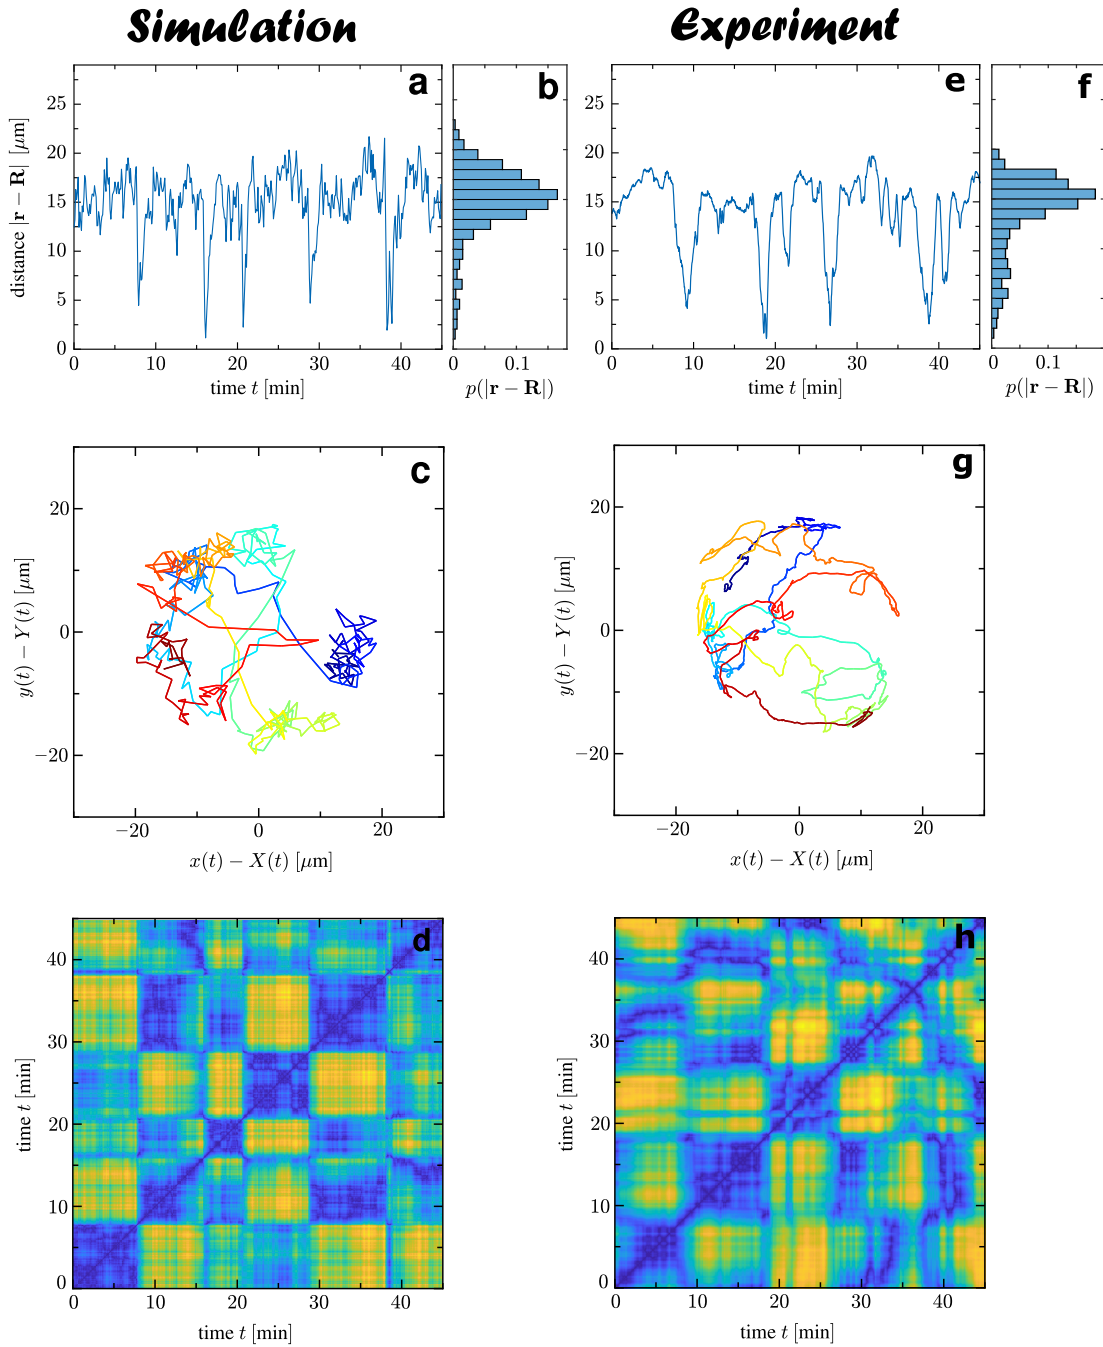 Simulation
Experiment
a
b
e
f
25
20
15
10
5
0
distance |r − R| [μm]
0 10 20 30 40
time t [min]
0 0.1
p(|r − R|)
25
20
15
10
5
0
0 10 20 30 40
time t [min]
0 0.1
p(|r − R|)
c
20
0
−20
y(t) − Y(t) [μm]
−20 0 20
x(t) − X(t) [μm]
g
20
0
−20
y(t) − Y(t) [μm]
−20 0 20
x(t) − X(t) [μm]
d
40
30
20
10
0
time t [min]
0 10 20 30 40
time t [min]
h
40
30
20
10
0
time t [min]
0 10 20 30 40
time t [min]